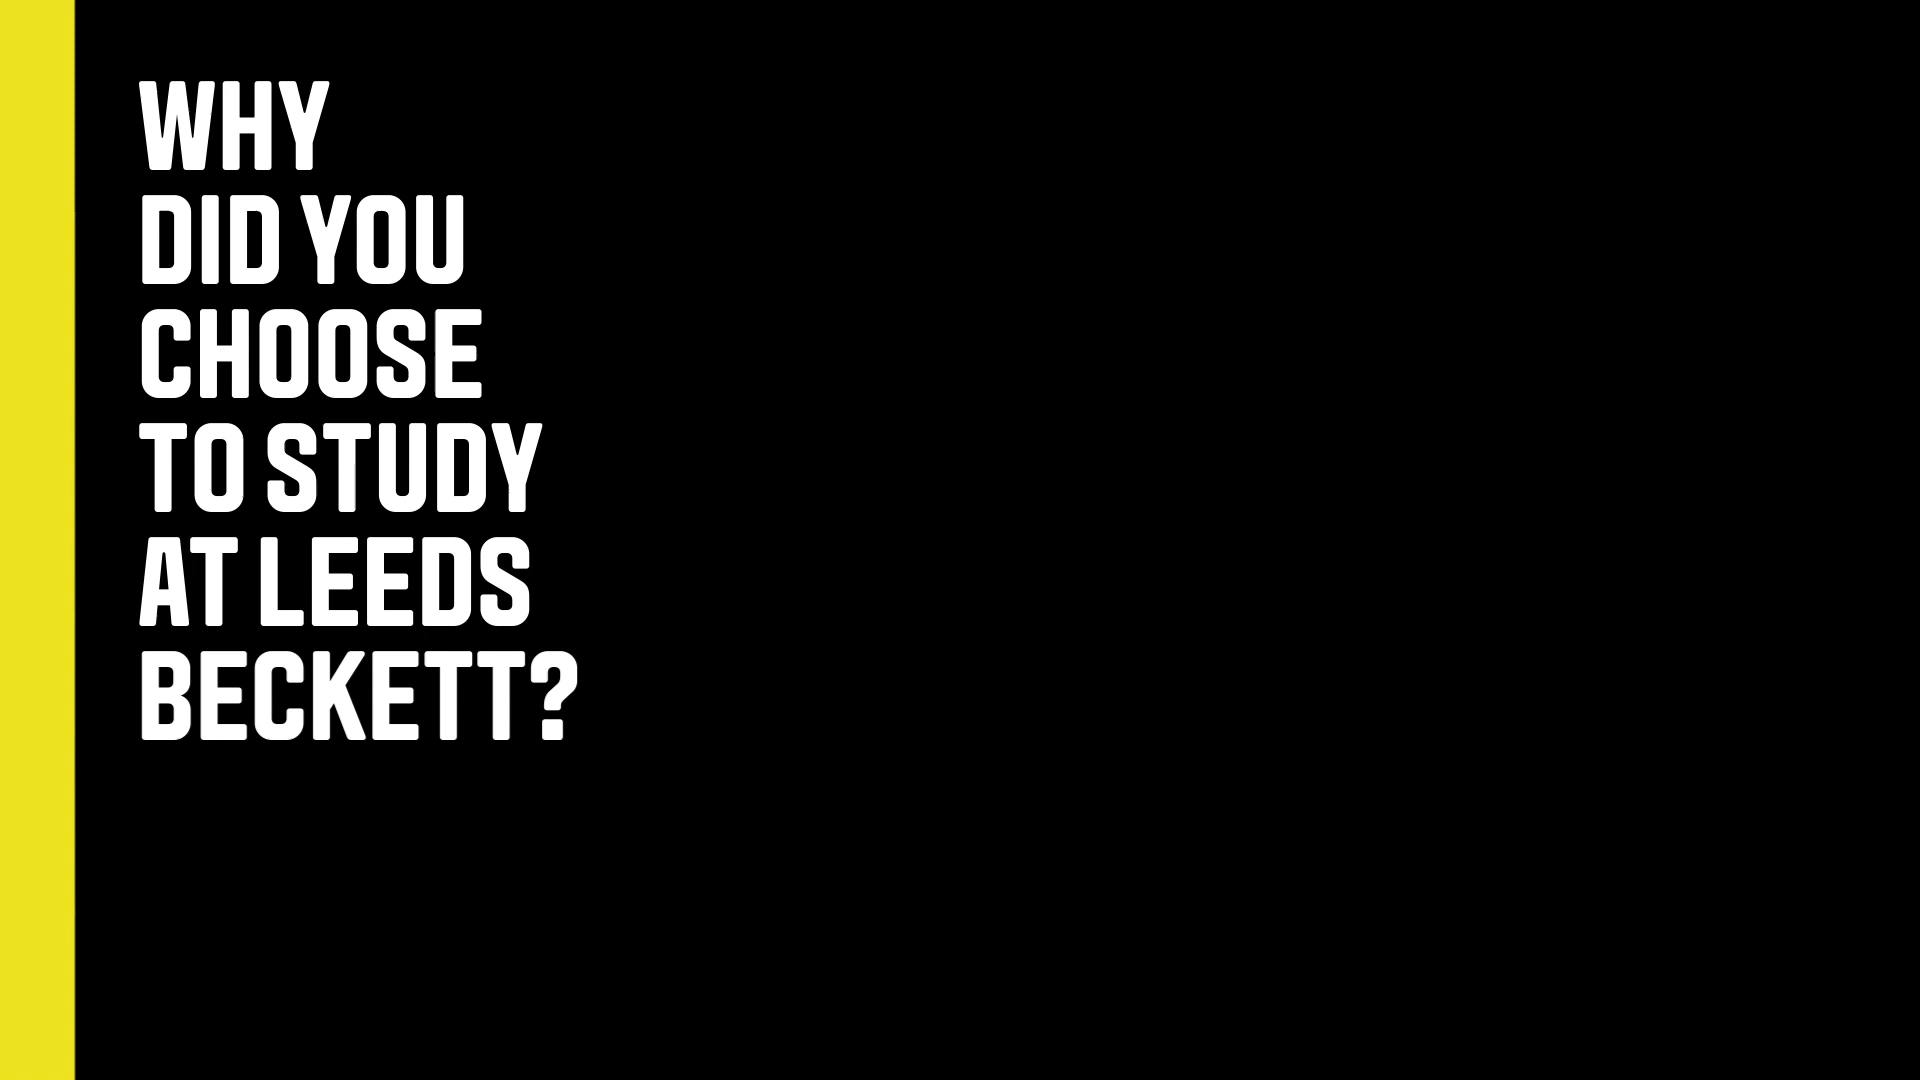 WHY
DID YOU
CHOOSE
TO STUDY
AT LEEDS
BECKETT?